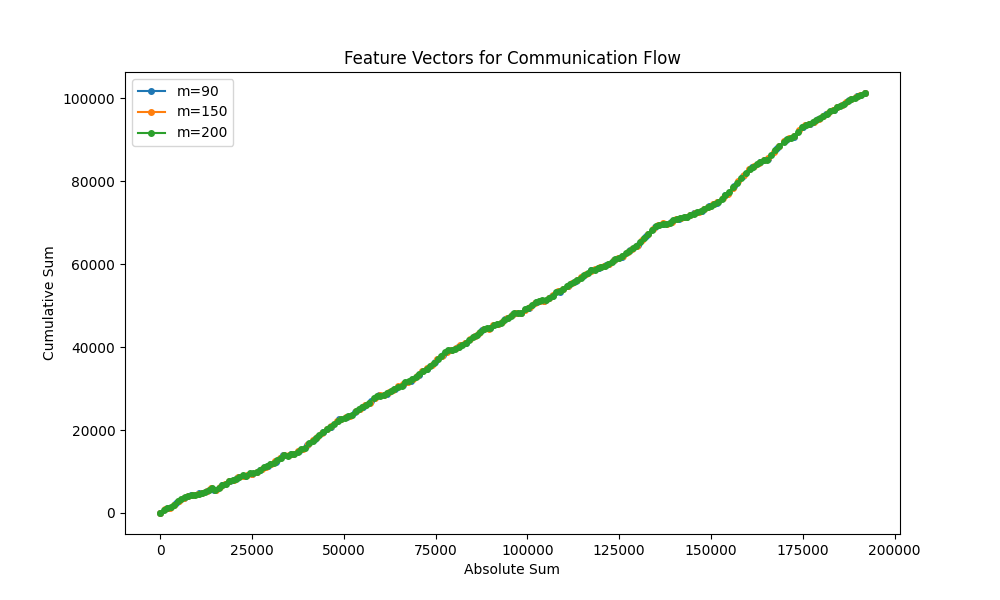 Feature Vectors for Communication Flow
m=90
m=150
m=200
100000
80000
60000
40000
20000
0
Cumulative Sum
0 25000 50000 75000 100000 125000 150000 175000 200000
Absolute Sum